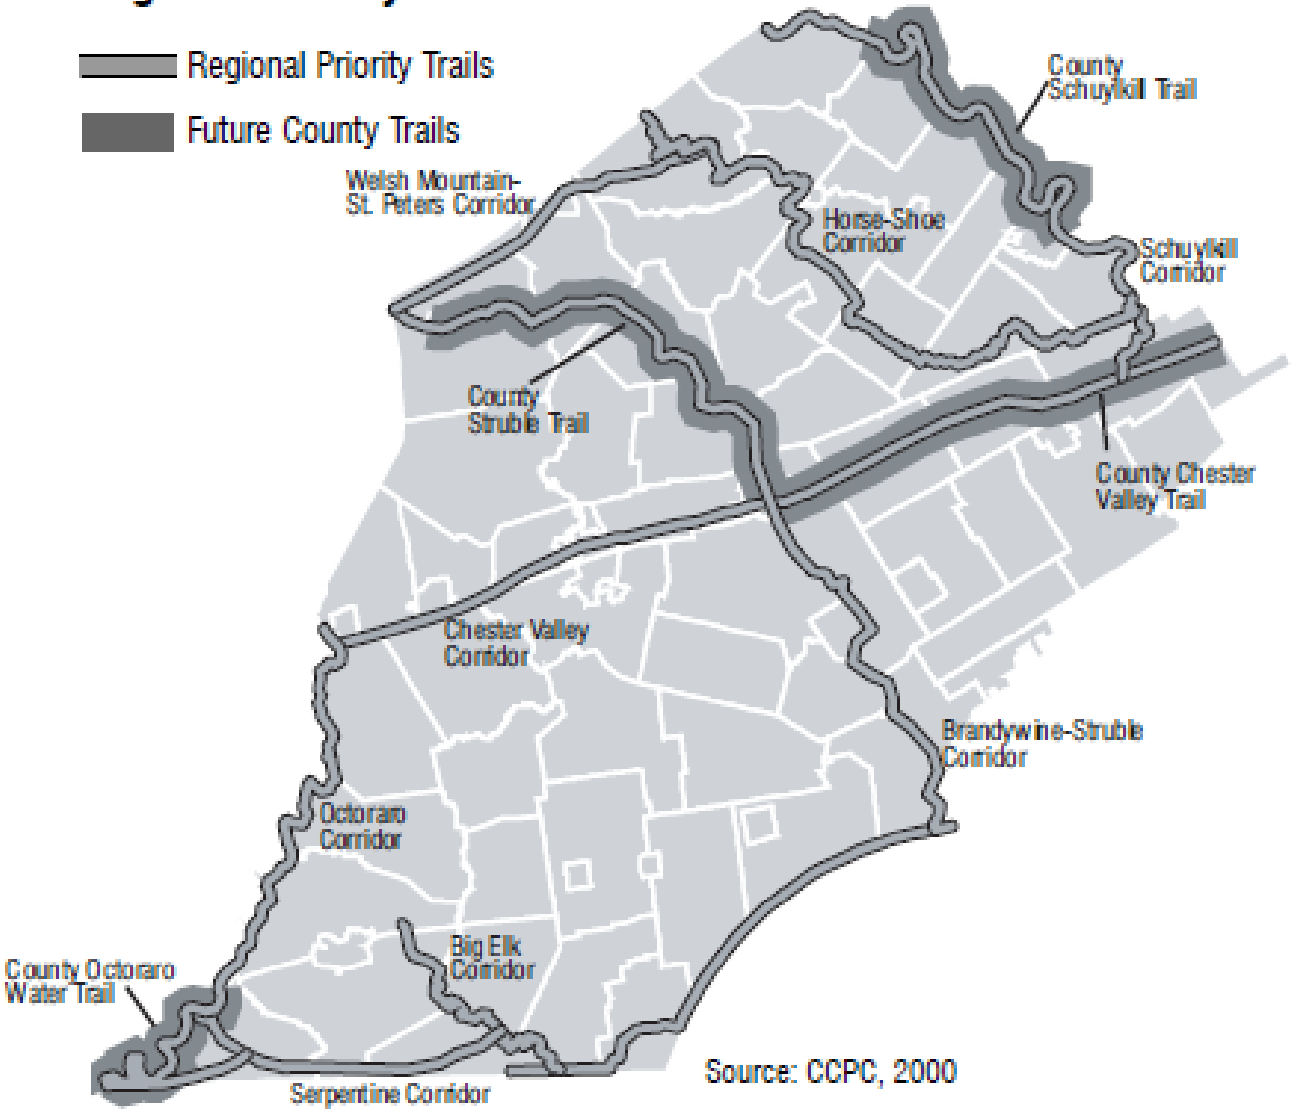 Regional Priority Trails
Future County Trails
County
Schuylkill Trail
Welsh Mountain-
St. Peters Corridor
Horse-Shoe
Corridor
Schuylkill
Corridor
County
Struble Trail
County Chester
Valley Trail
Chester Valley
Corridor
Brandywine-Struble
Corridor
Octoraro
Corridor
Big Elk
Corridor
County Octoraro
Water Trail
Source: CCPC, 2000
Serpentine Corridor